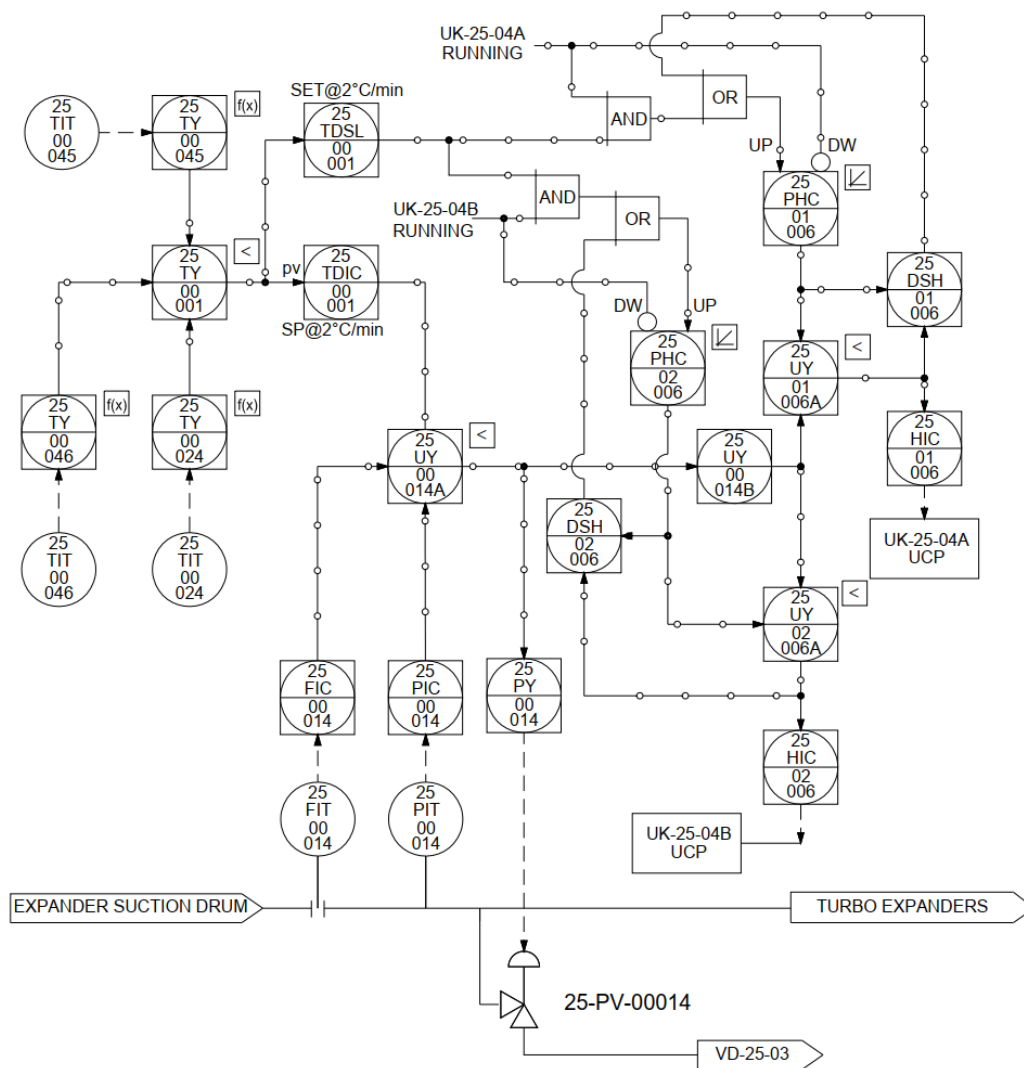 UK-25-04A
RUNNING
SET@2°C/min
25
TIT
00
045
25
TY
00
045
f(x)
25
TDSL
00
001
AND
OR
UP
DW
25
PHC
01
006
AND
OR
UK-25-04B
RUNNING
25
TY
00
001
<
pv
25
TDIC
00
001
SP@2°C/min
25
DSH
01
006
DW
UP
25
PHC
02
006
25
UY
01
006A
<
25
TY
00
046
f(x)
25
TY
00
024
f(x)
25
UY
00
014A
<
25
UY
00
014B
25
HIC
01
006
25
DSH
02
006
UK-25-04A
UCP
25
TIT
00
046
25
TIT
00
024
25
UY
02
006A
<
25
FIC
00
014
25
PIC
00
014
25
PY
00
014
25
HIC
02
006
25
FIT
00
014
25
PIT
00
014
UK-25-04B
UCP
EXPANDER SUCTION DRUM
TURBO EXPANDERS
25-PV-00014
VD-25-03